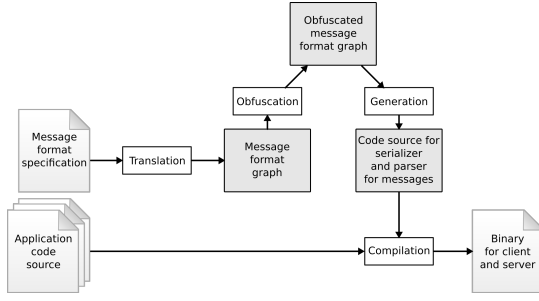 Obfuscated
message
format graph
Obfuscation
Generation
Message
format
specification
Translation
Message
format
graph
Code source for
serializer
and parser
for messages
Application
code
source
Compilation
Binary
for client
and server